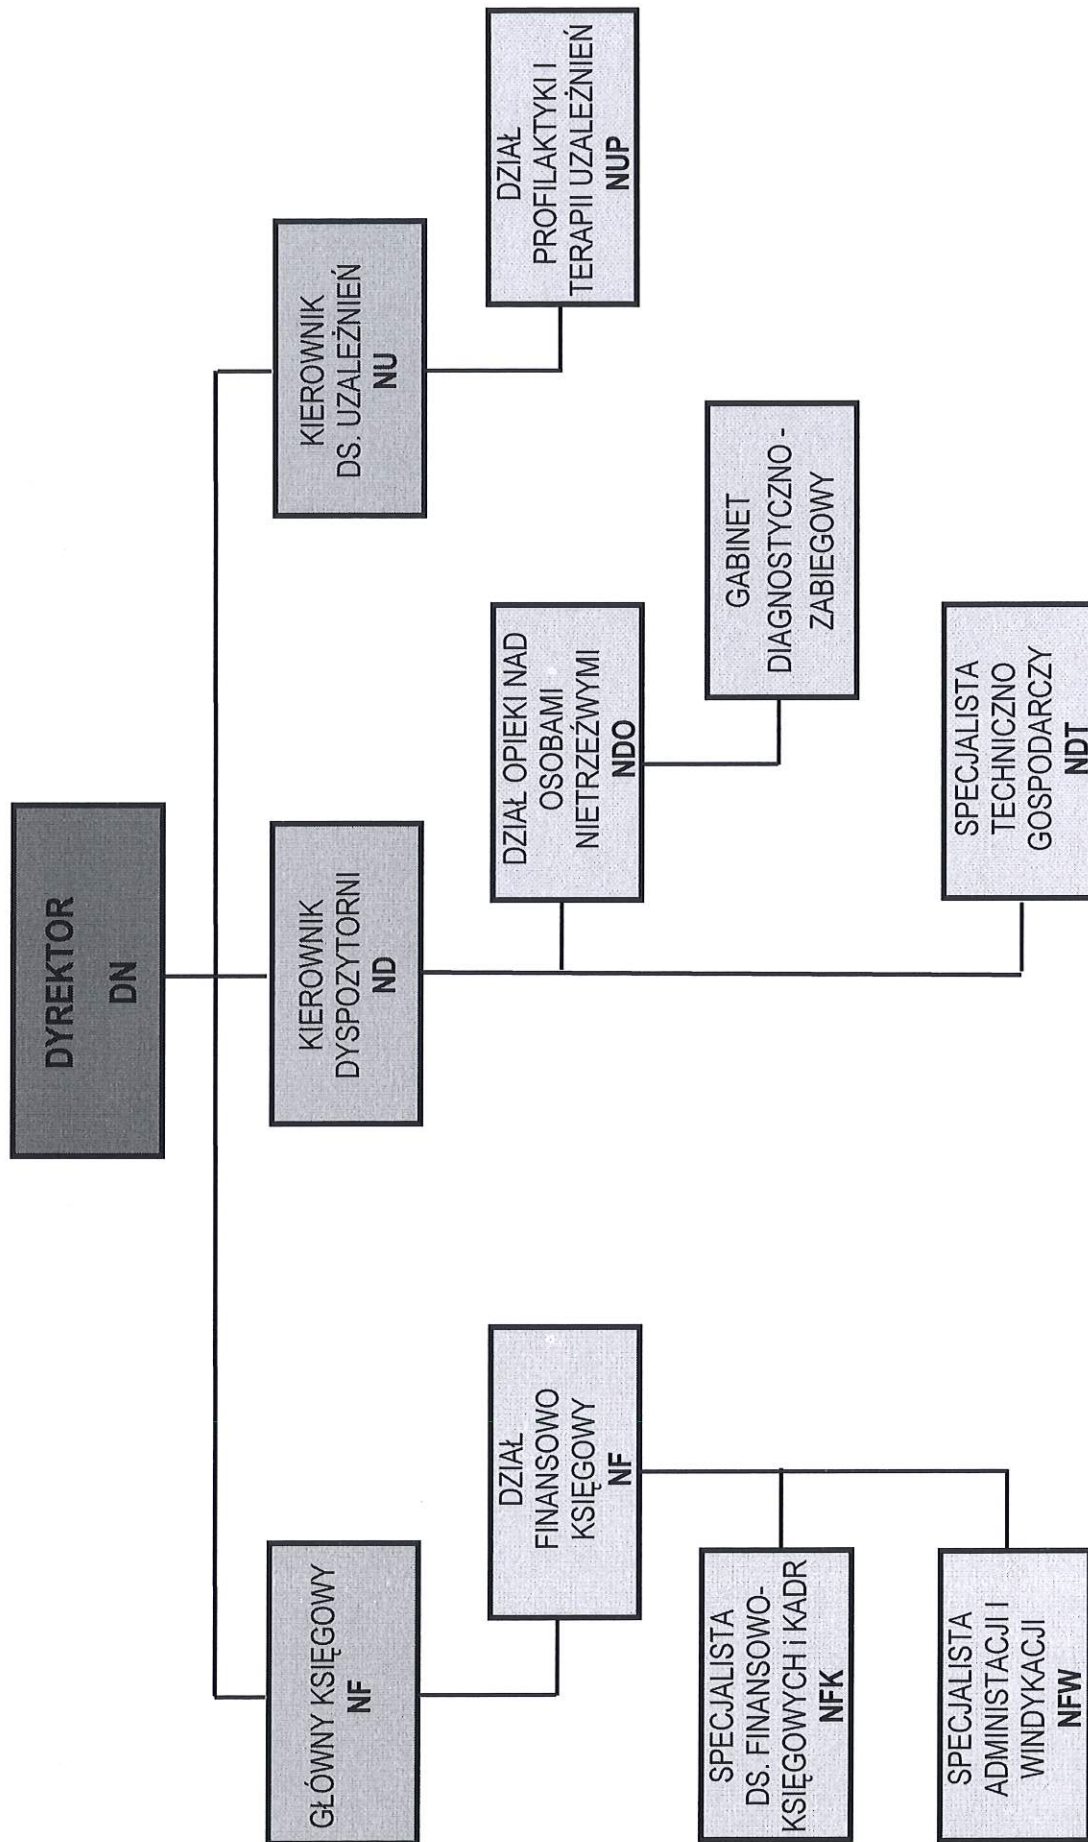 DYREKTOR
DN
GŁÓWNY KSIĘGOWY
NF
KIEROWNIK
DYSPOZYTORNI
ND
KIEROWNIK
DS. UZALEŻNIEŃ
NU
DZIAŁ
FINANSOWO
KSIĘGOWY
NF
DZIAŁ OPIEKI NAD
OSOBAMI
NIETRZEŹWYMI
NDO
DZIAŁ
PROFILAKTYKI I
TERAPII UZALEŻNIEŃ
NUP
SPECJALISTA
DS. FINANSOWO-
KSIĘGOWYCH i KADR
NFK
GABINET
DIAGNOSTYCZNO -
ZABIEGOWY
SPECJALISTA
ADMINISTACJI I
WINDYKACJI
NFW
SPECJALISTA
TECHNICZNO
GOSPODARCZY
NDT